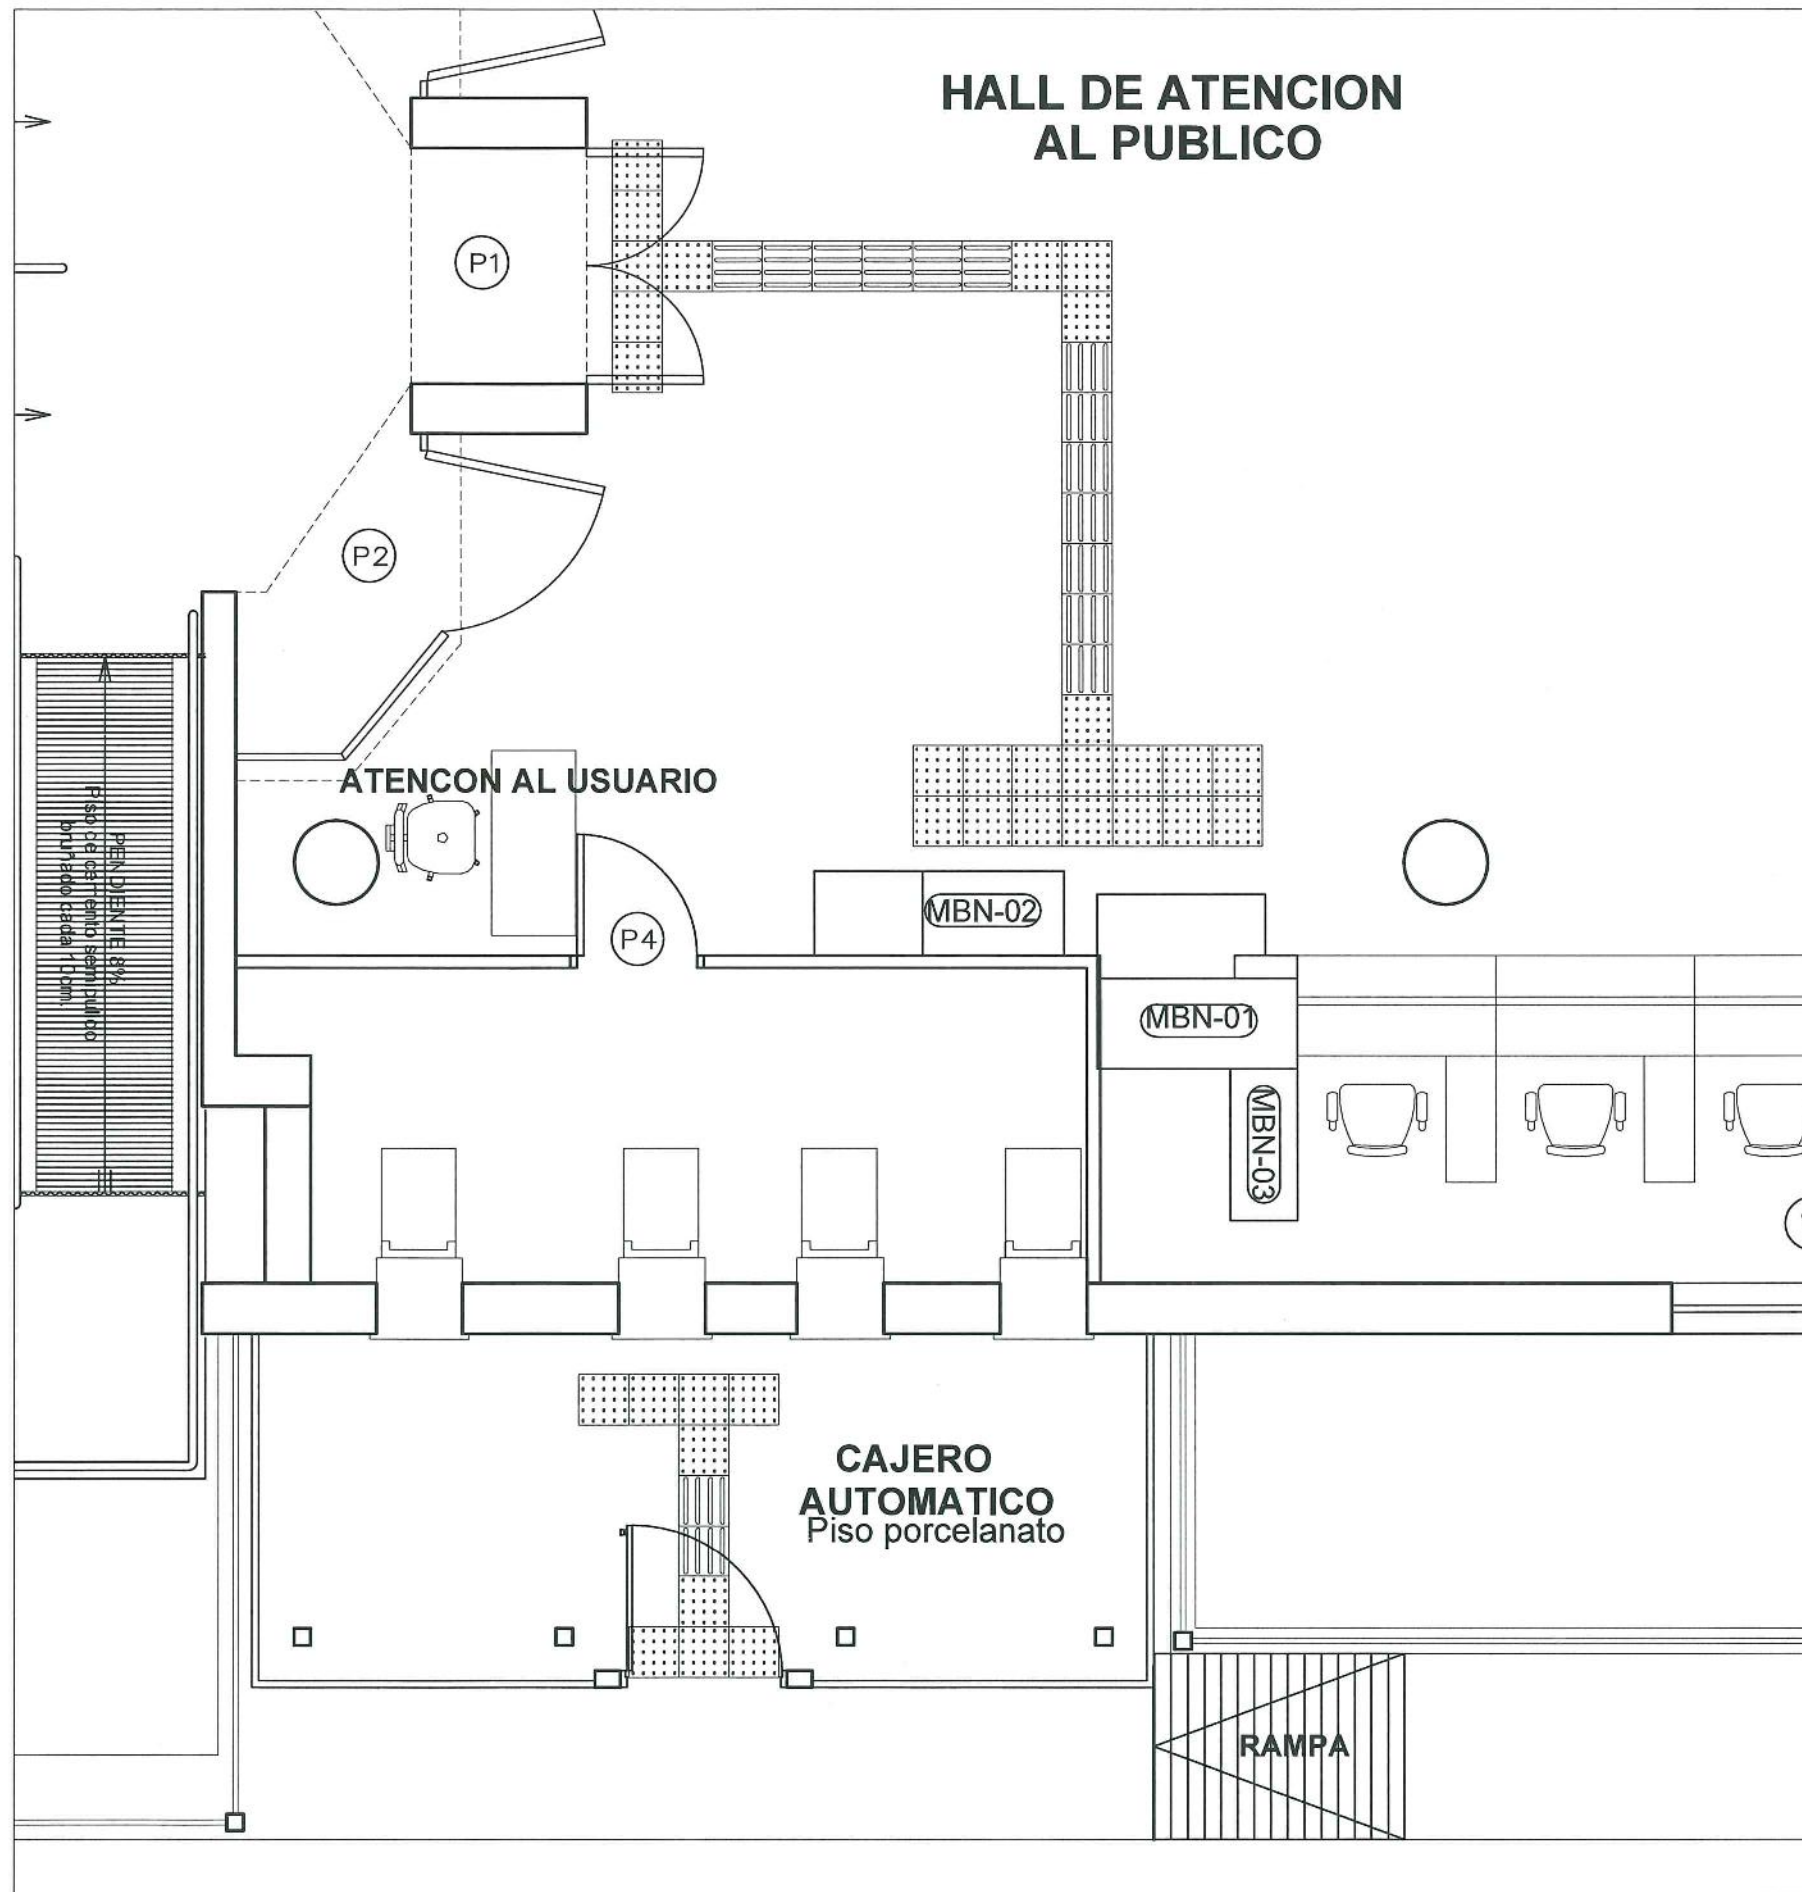 HALL DE ATENCION
AL PUBLICO
P1
P2
ATENCON AL USUARIO
PENDIENTE 8%
Piso de cemento semipulido
bruñado cada 10cm.
P4
MBN-02
MBN-01
MBN-03
CAJERO
AUTOMATICO
Piso porcelanato
RAMPA